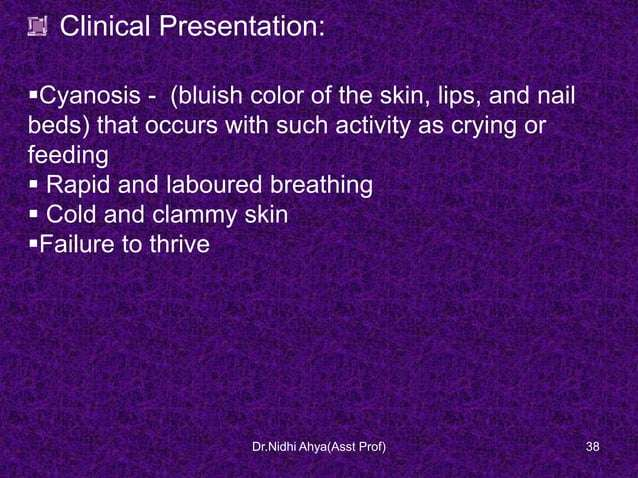 Clinical Presentation:
▪Cyanosis -  (bluish color of the skin, lips, and nail
beds) that occurs with such activity as crying or
feeding
▪ Rapid and laboured breathing
▪ Cold and clammy skin
▪Failure to thrive
Dr.Nidhi Ahya(Asst Prof)
38